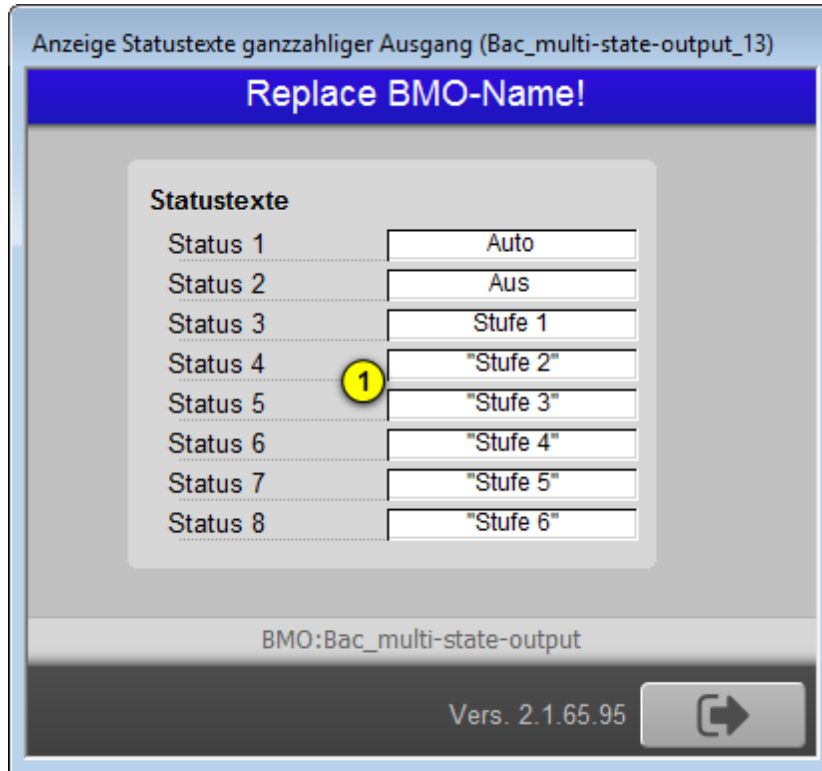 Anzeige Statustexte ganzzahliger Ausgang (Bac_multi-state-output_13)
Replace BMO-Name!
Statustexte
Status 1 Auto
Status 2 Aus
Status 3 Stufe 1
Status 4 "Stufe 2"
1
Status 5 "Stufe 3"
Status 6 "Stufe 4"
Status 7 "Stufe 5"
Status 8 "Stufe 6"
BMO:Bac_multi-state-output
Vers. 2.1.65.95